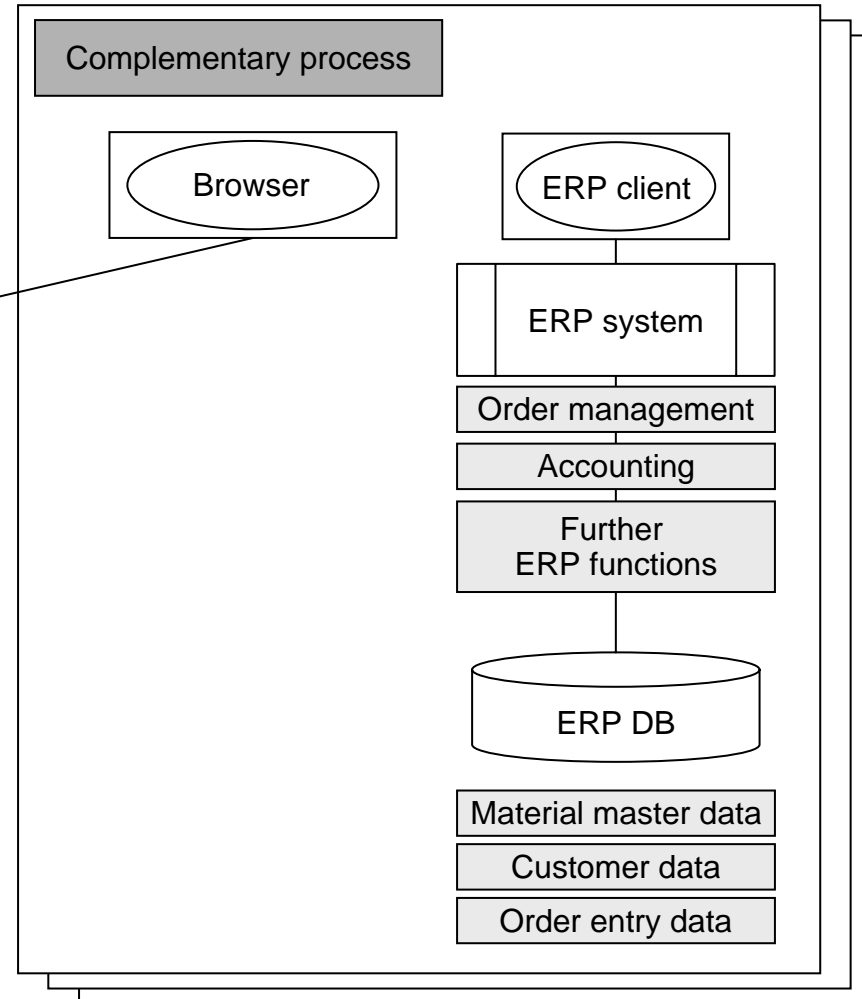 Complementary process
Browser
ERP client
ERP system
Order management
Accounting
Further
ERP functions
ERP DB
Material master data
Customer data
Order entry data